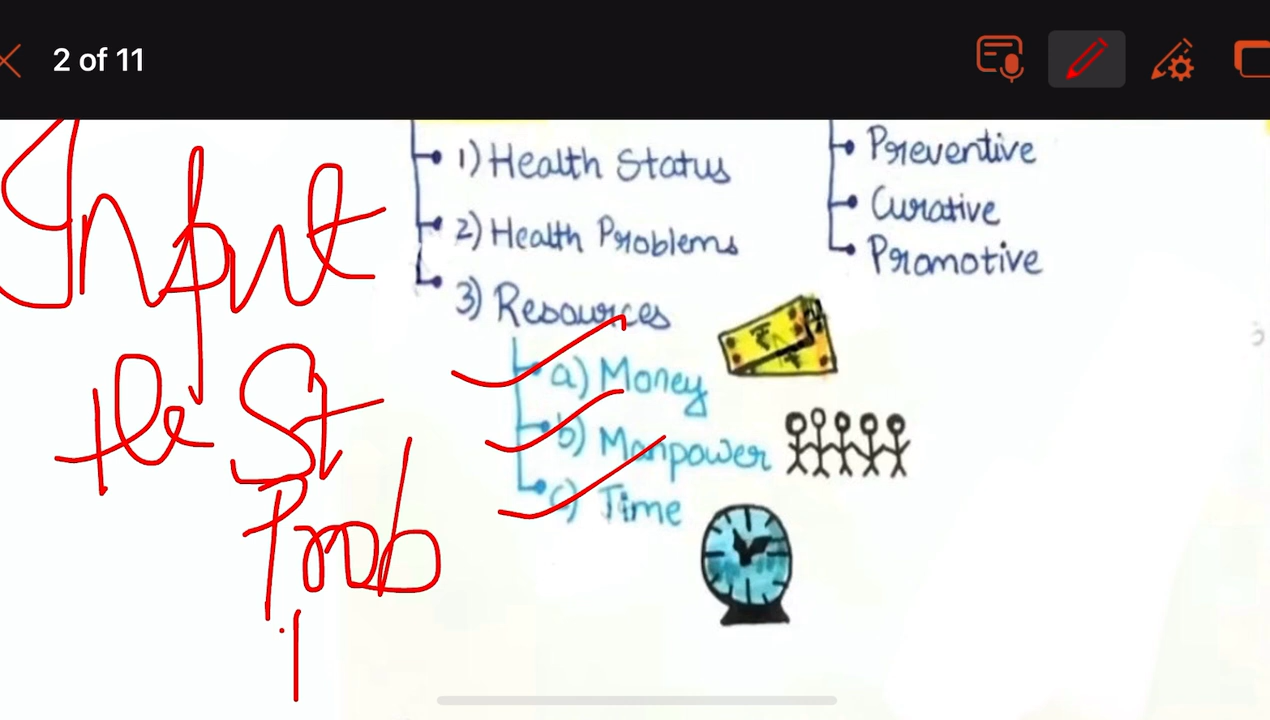 2 of 11
Input
He St
Prob
1) Health Status
2) Health Problems
3) Resources
a) Money
b) Manpower
c) Time
Preventive
Curative
Promotive